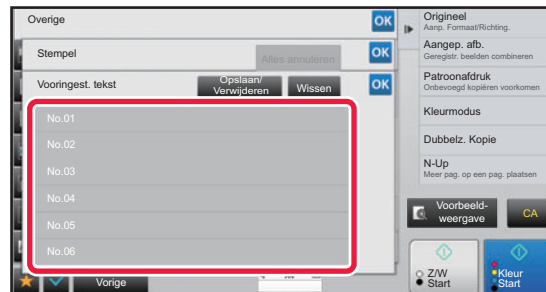 Overige
OK
Stempel
Alles annuleren
OK
Vooringest. tekst
Opslaan/
Verwijderen
Wissen
OK
No.01
No.02
No.03
No.04
No.05
No.06
Vorige
Origineel
Aanp. Formaat/Richting.
Aangep. afb.
Geregistr. beelden combineren
Patroonafdruk
Onbevoegd kopiëren voorkomen
Kleurmodus
Dubbelz. Kopie
N-Up
Meer pag. op een pag. plaatsen
Voorbeeld-
weergave
CA
Z/W
Start
Kleur
Start